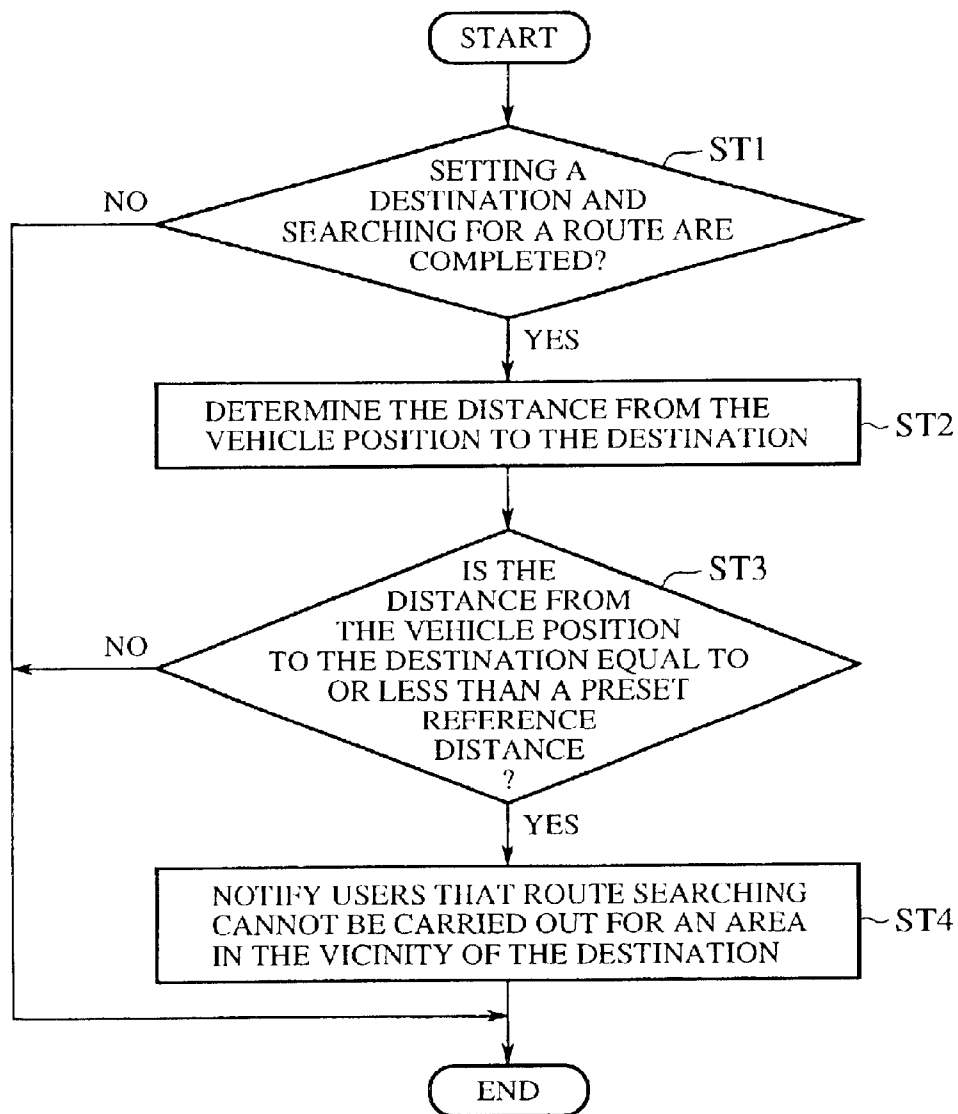 START
ST1
SETTING A
DESTINATION AND
SEARCHING FOR A ROUTE ARE
COMPLETED?
NO
YES
DETERMINE THE DISTANCE FROM THE
VEHICLE POSITION TO THE DESTINATION
ST2
ST3
IS THE
DISTANCE FROM
THE VEHICLE POSITION
TO THE DESTINATION EQUAL TO
OR LESS THAN A PRESET
REFERENCE
DISTANCE
?
NO
YES
NOTIFY USERS THAT ROUTE SEARCHING
CANNOT BE CARRIED OUT FOR AN AREA
IN THE VICINITY OF THE DESTINATION
ST4
END